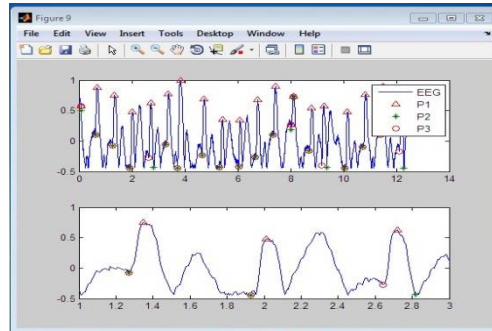 Figure 9
File Edit View Insert Tools Desktop Window Help
1
0.5
0
-0.5
0 2 4 6 8 10 12 14
EEG
P1
P2
P3
1
0.5
0
-0.5
1 1.2 1.4 1.6 1.8 2 2.2 2.4 2.6 2.8 3